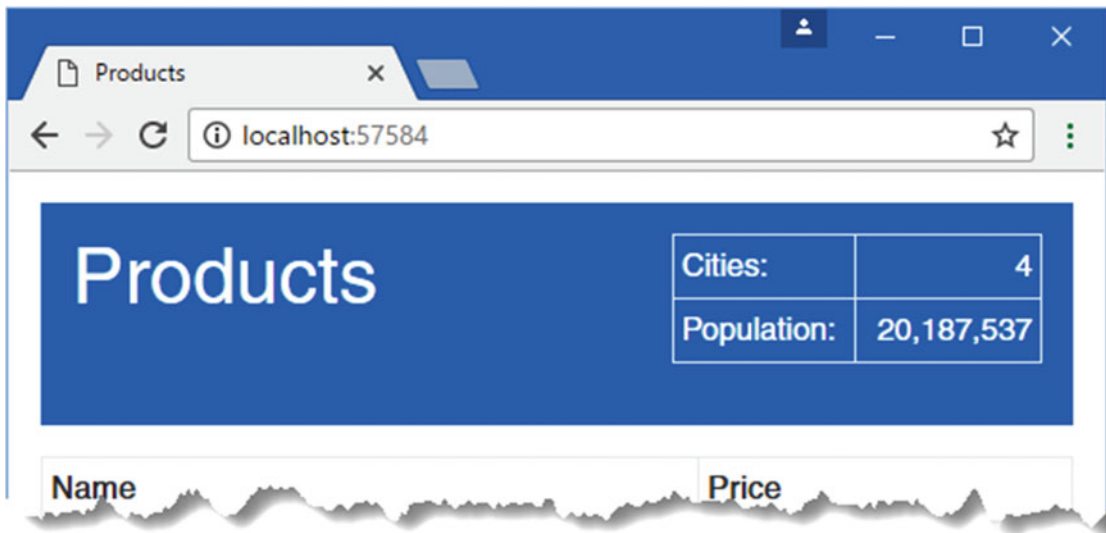 Products
localhost:57584
Products
Cities: 4
Population: 20,187,537
Name Price